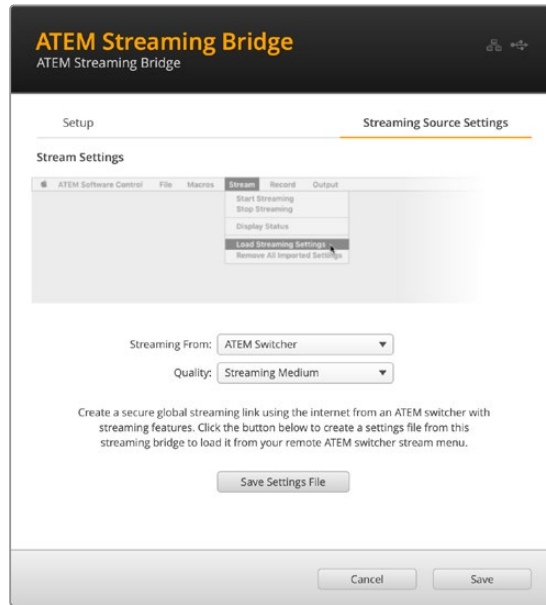 ATEM Streaming Bridge
ATEM Streaming Bridge
Setup
Streaming Source Settings
Stream Settings
ATEM Software Control File Macros Stream Record Output
Start Streaming
Stop Streaming
Display Status
Load Streaming Settings
Remove All Imported Settings
Streaming From: ATEM Switcher
Quality: Streaming Medium
Create a secure global streaming link using the internet from an ATEM switcher with
streaming features. Click the button below to create a settings file from this
streaming bridge to load it from your remote ATEM switcher stream menu.
Save Settings File
Cancel Save